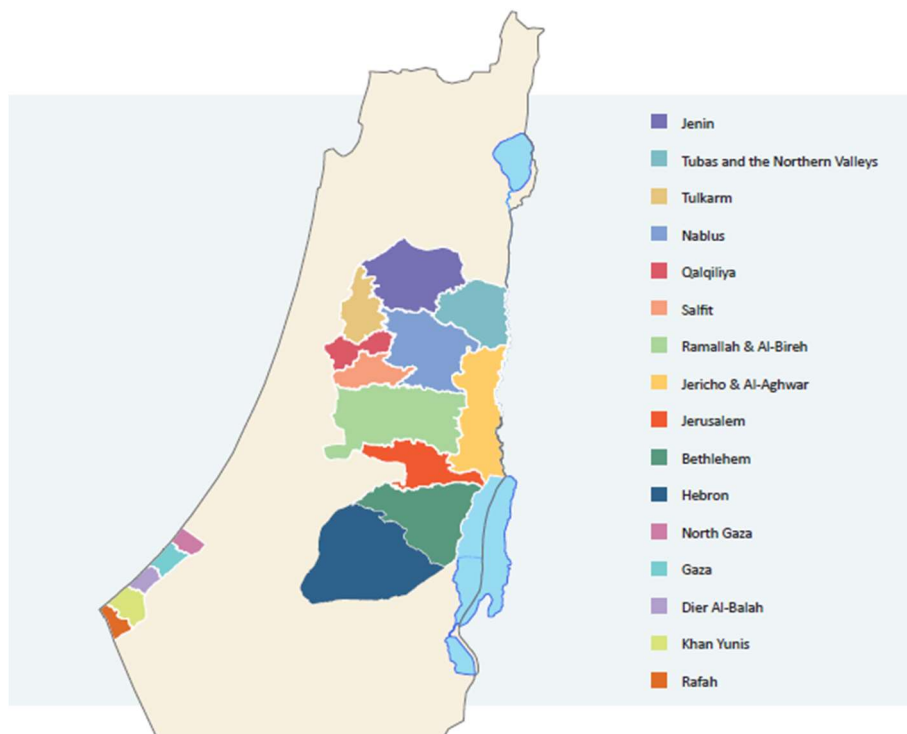 Jenin
Tubas and the Northern Valleys
Tulkarm
Nablus
Qalqiliya
Salfit
Ramallah & Al-Bireh
Jericho & Al-Aghwar
Jerusalem
Bethlehem
Hebron
North Gaza
Gaza
Dier Al-Balah
Khan Yunis
Rafah